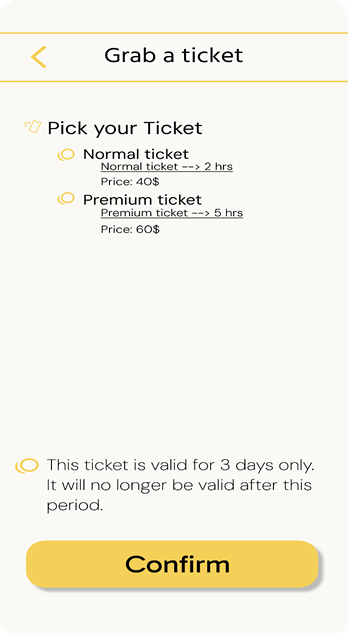 Grab a ticket
Pick your Ticket
Normal ticket
Normal ticket --> 2 hrs
Price: 40$
Premium ticket
Premium ticket --> 5 hrs
Price: 60$
This ticket is valid for 3 days only.
It will no longer be valid after this
period.
Confirm